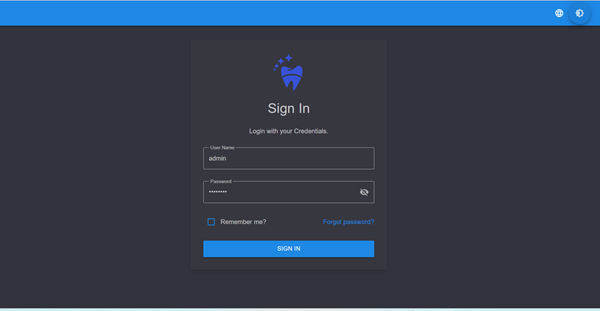 Sign In
Login with your Credentials.
User Name
admin
Password
••••••••
Remember me? Forgot password?
SIGN IN